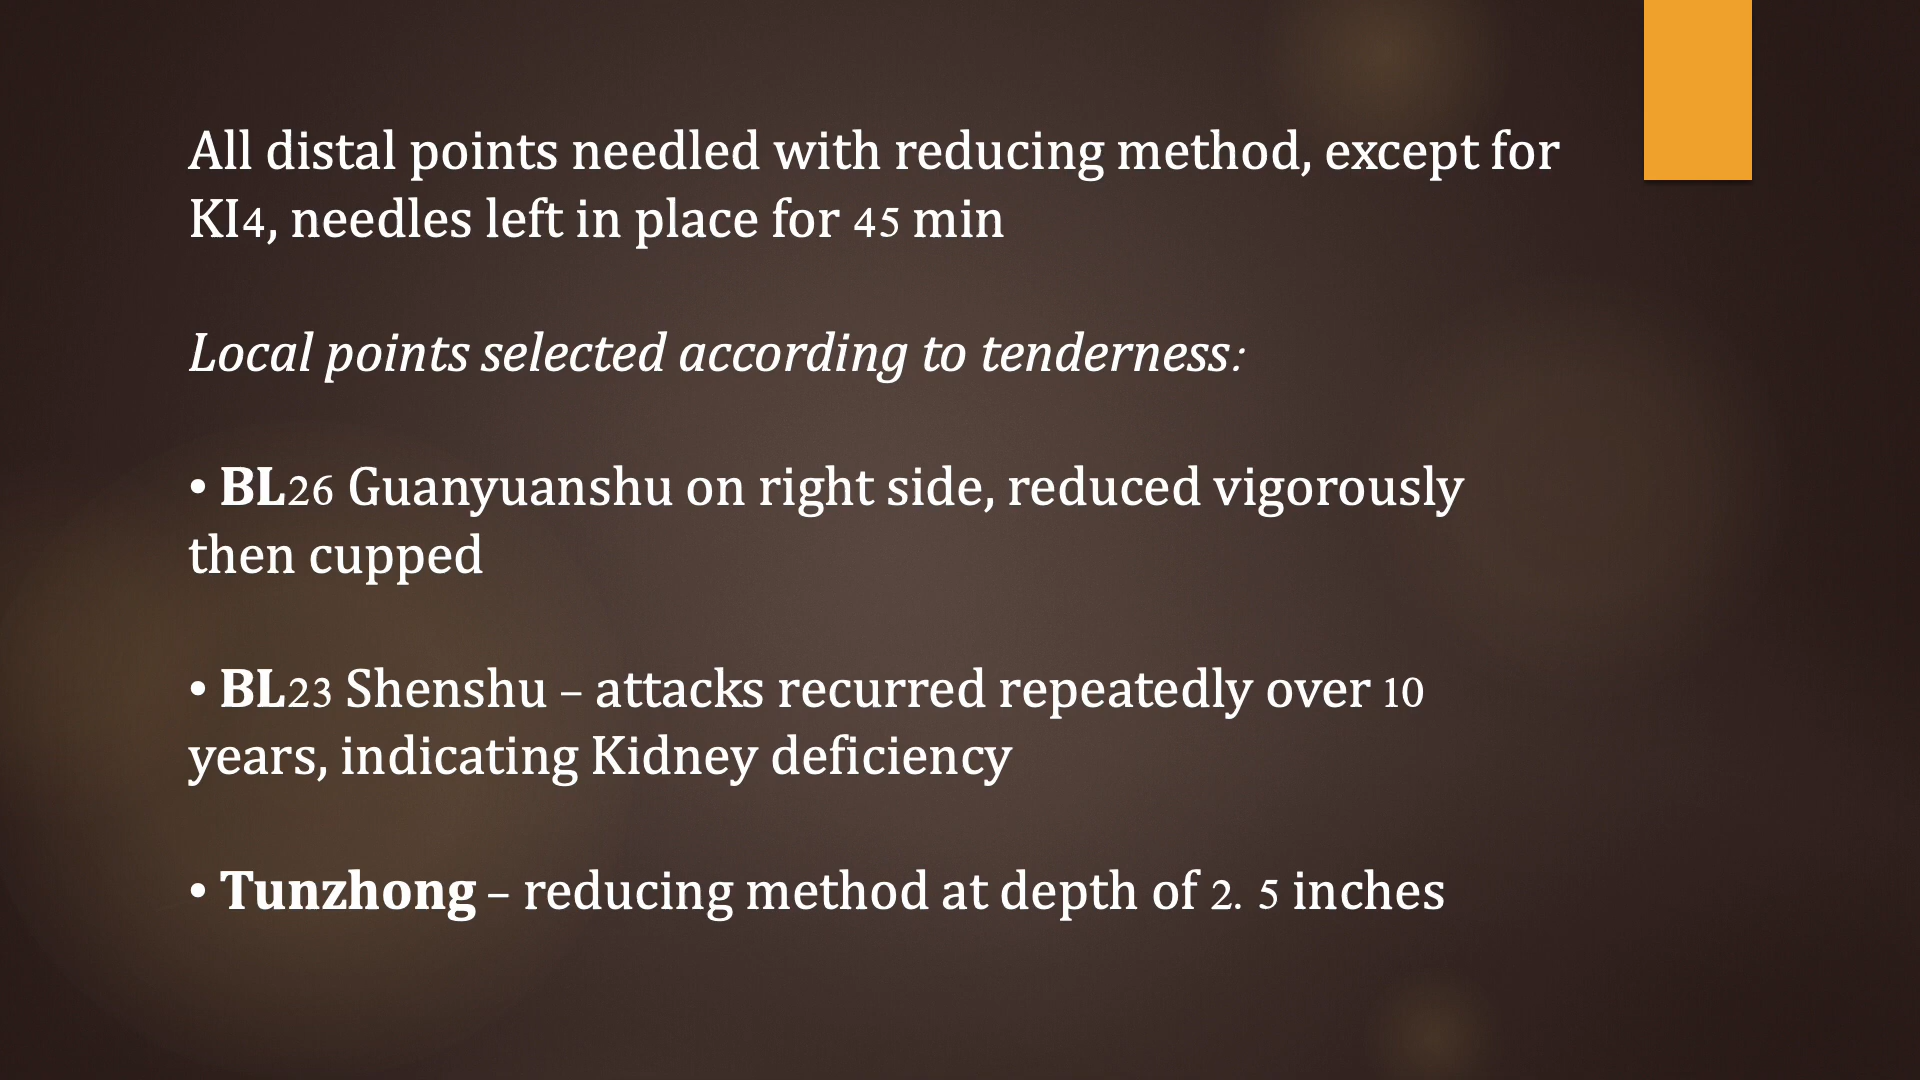 All distal points needled with reducing method, except for
KI4, needles left in place for 45 min
Local points selected according to tenderness:
• BL26 Guanyuanshu on right side, reduced vigorously
then cupped
• BL23 Shenshu – attacks recurred repeatedly over 10
years, indicating Kidney deficiency
• Tunzhong – reducing method at depth of 2. 5 inches